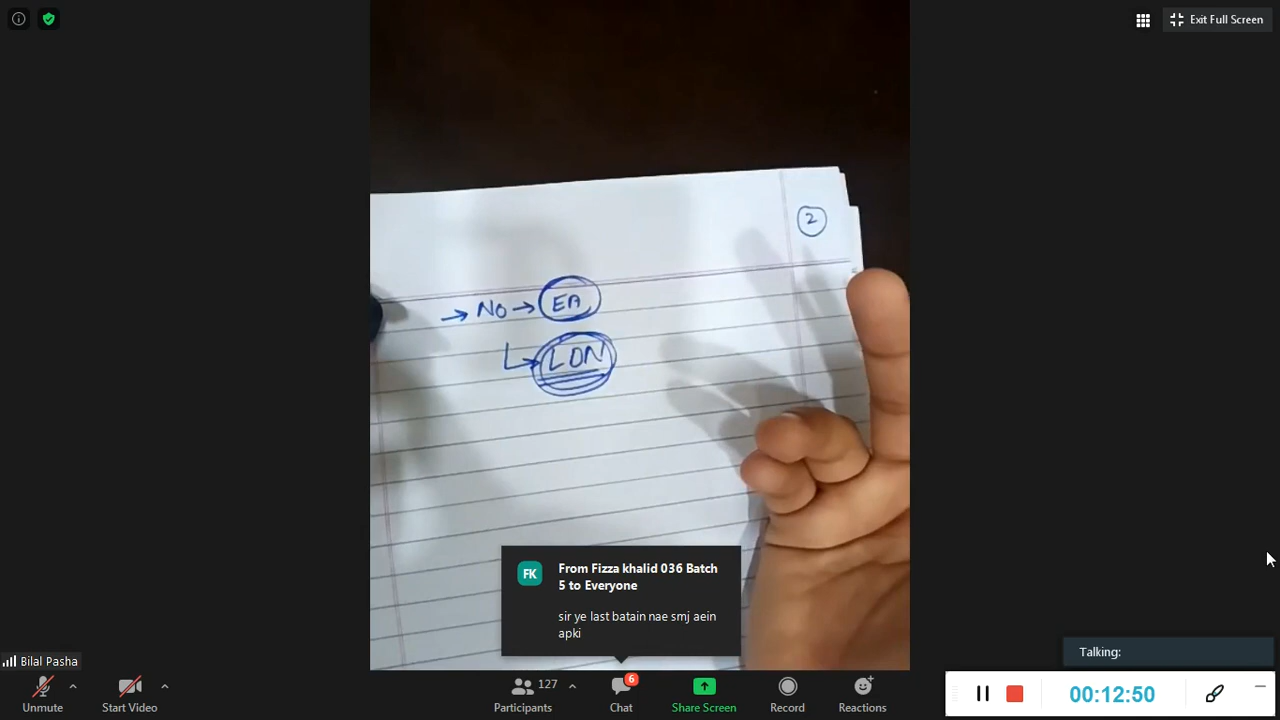 Exit Full Screen
2
→ No → EA
LDN
From Fizza khalid 036 Batch
5 to Everyone
sir ye last batain nae smj aein
apki
Bilal Pasha
Talking:
Unmute
Start Video
127
Participants
6
Chat
Share Screen
Record
Reactions
00:12:50